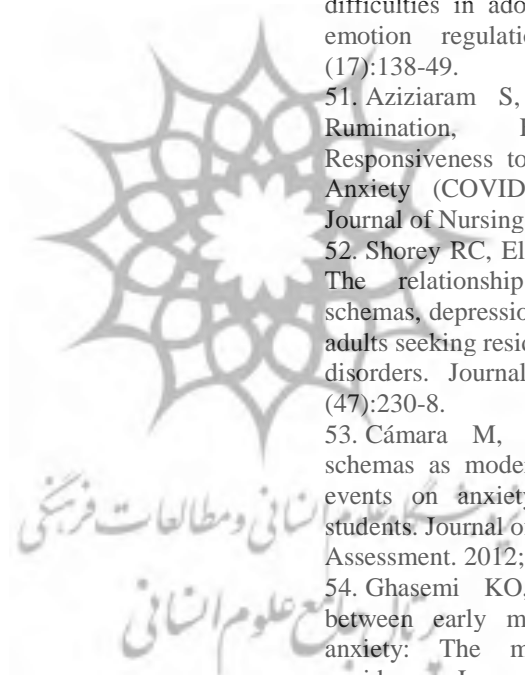 difficulties in ado
emotion regulati
(17):138-49.
51. Aziziaram S,
Rumination,
Responsiveness to
Anxiety (COVID
Journal of Nursing
52. Shorey RC, El
The relationship
schemas, depressio
adults seeking resid
disorders. Journal
(47):230-8.
53. Cámara M,
schemas as mode
events on anxiety
students. Journal o
Assessment. 2012;
54. Ghasemi KO,
between early m
anxiety: The m
پژوهشگاه علوم انسانی و مطالعات فرهنگی
پرتال جامع علوم انسانی